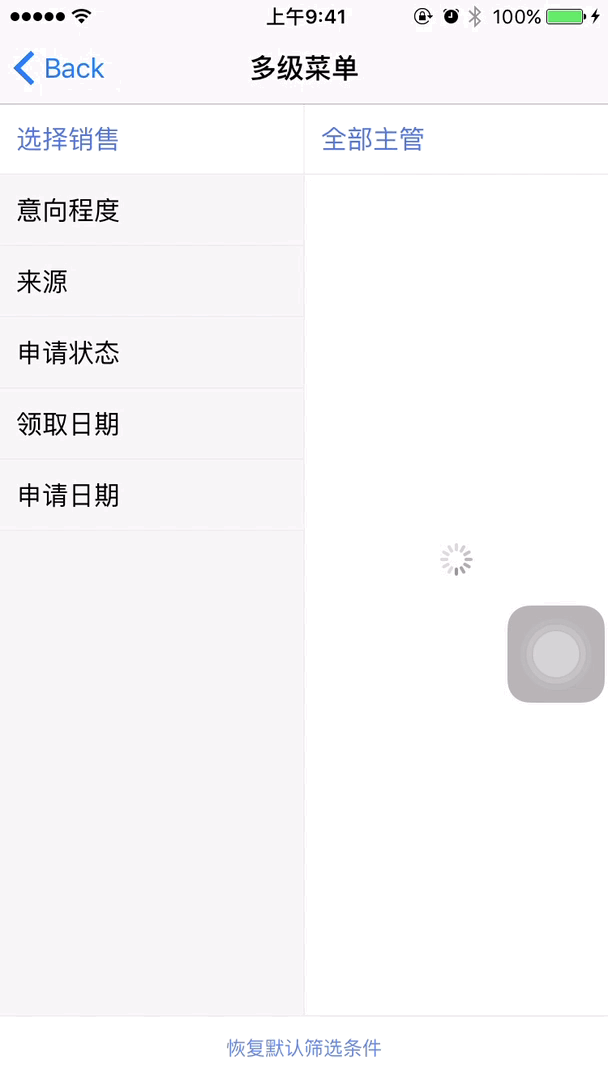 上午9:41
100%
Back
多级菜单
选择销售
全部主管
意向程度
来源
申请状态
领取日期
申请日期
恢复默认筛选条件